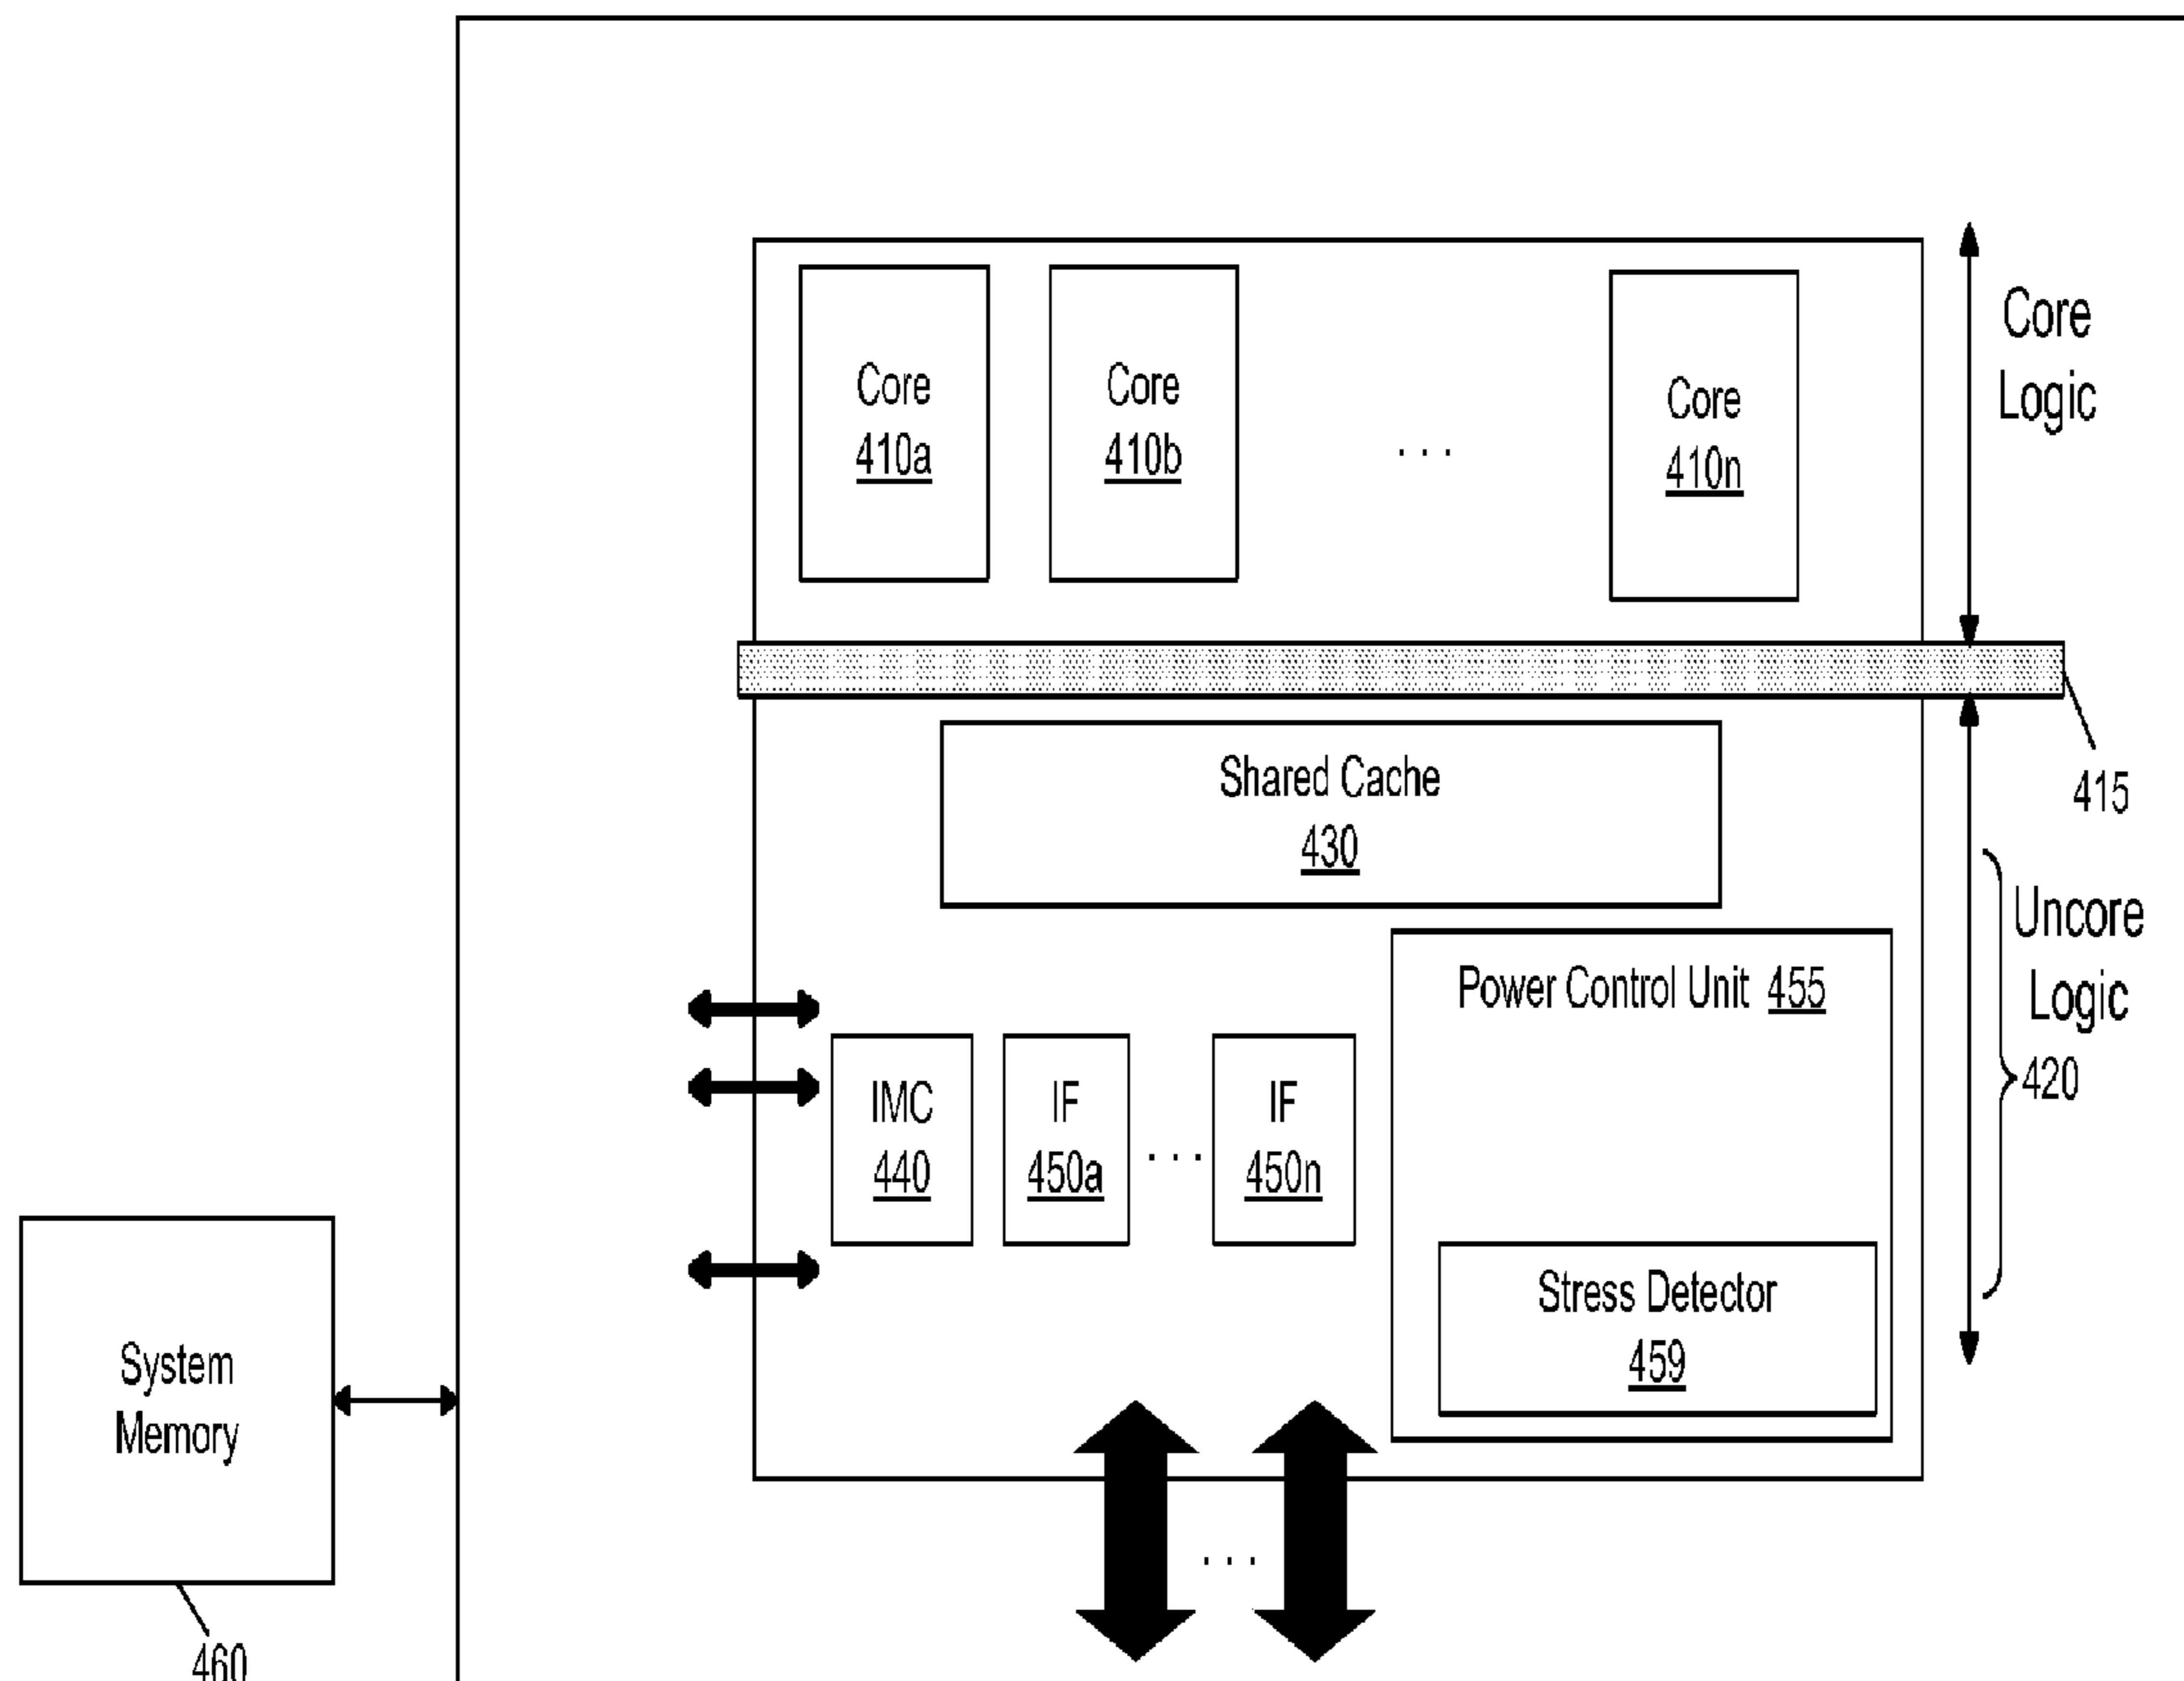 Core
410a
Core
410b
. . .
Core
410n
Core
Logic
415
Shared Cache
430
Uncore
Logic
420
Power Control Unit 455
IMC
440
IF
450a
. . .
IF
450n
Stress Detector
459
System
Memory
460
. . .